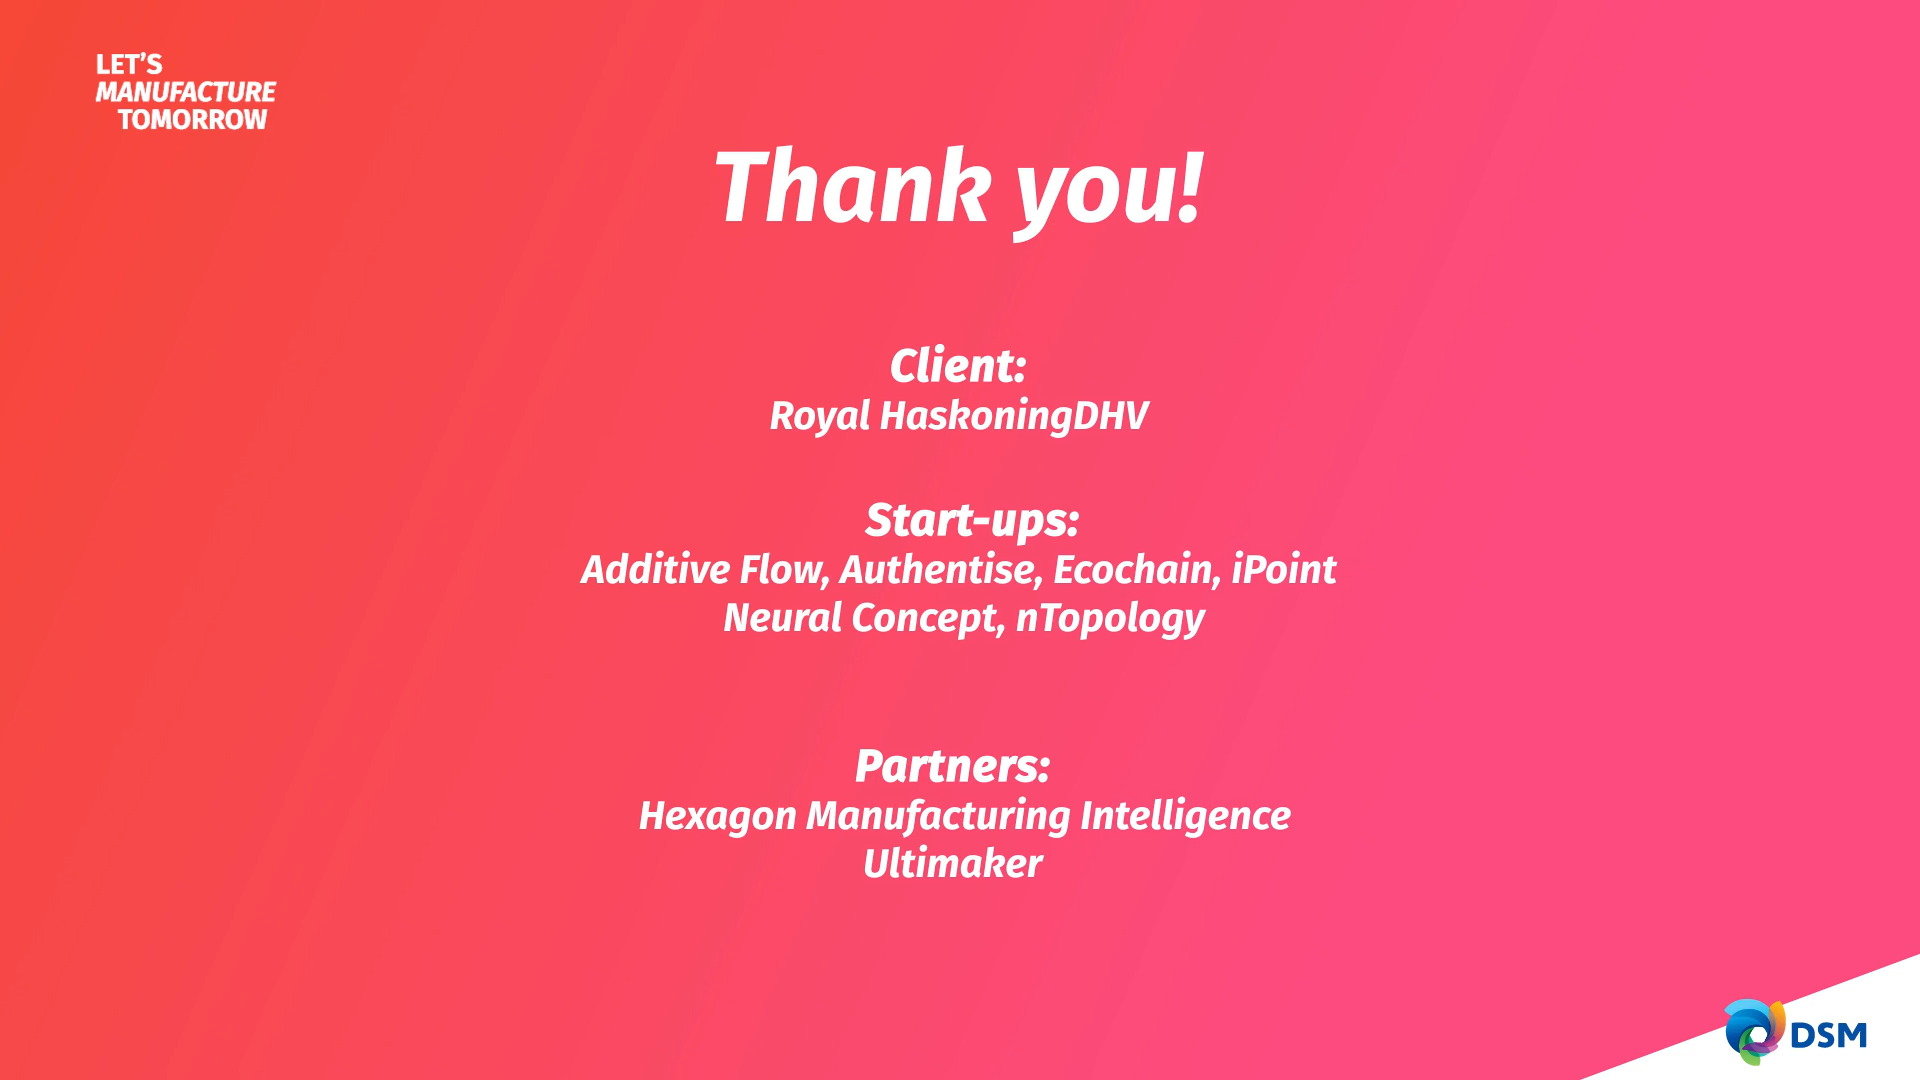 LET'S
MANUFACTURE
TOMORROW
Thank you!
Client:
Royal HaskoningDHV
Start-ups:
Additive Flow, Authentise, Ecochain, iPoint
Neural Concept, nTopology
Partners:
Hexagon Manufacturing Intelligence
Ultimaker
DSM